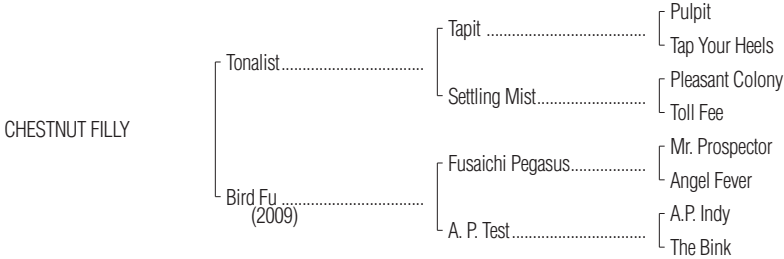 Pulpit
Tapit ....................................
Tap Your Heels
Tonalist................................
Pleasant Colony
Settling Mist........................
Toll Fee
CHESTNUT FILLY
Mr. Prospector
Fusaichi Pegasus.................
Angel Fever
Bird Fu ................................
(2009)
A.P. Indy
A. P. Test..............................
The Bink